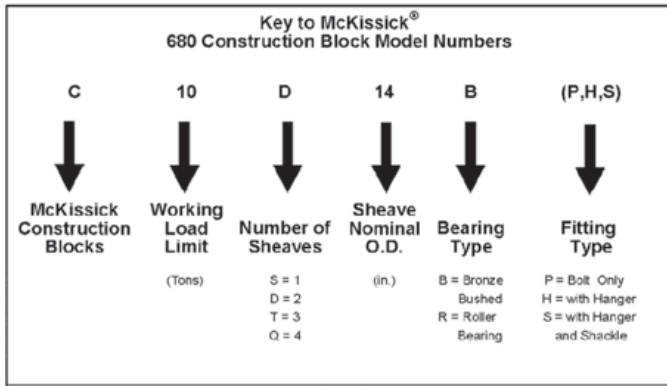 Key to McKissick®
680 Construction Block Model Numbers
C 10 D 14 B (P,H,S)
McKissick
Construction
Blocks
Working
Load
Limit
(Tons)
Number of
Sheaves
S = 1
D = 2
T = 3
Q = 4
Sheave
Nominal
O.D.
(in.)
Bearing
Type
B = Bronze
Bushed
R = Roller
Bearing
Fitting
Type
P = Bolt Only
H = with Hanger
S = with Hanger
and Shackle